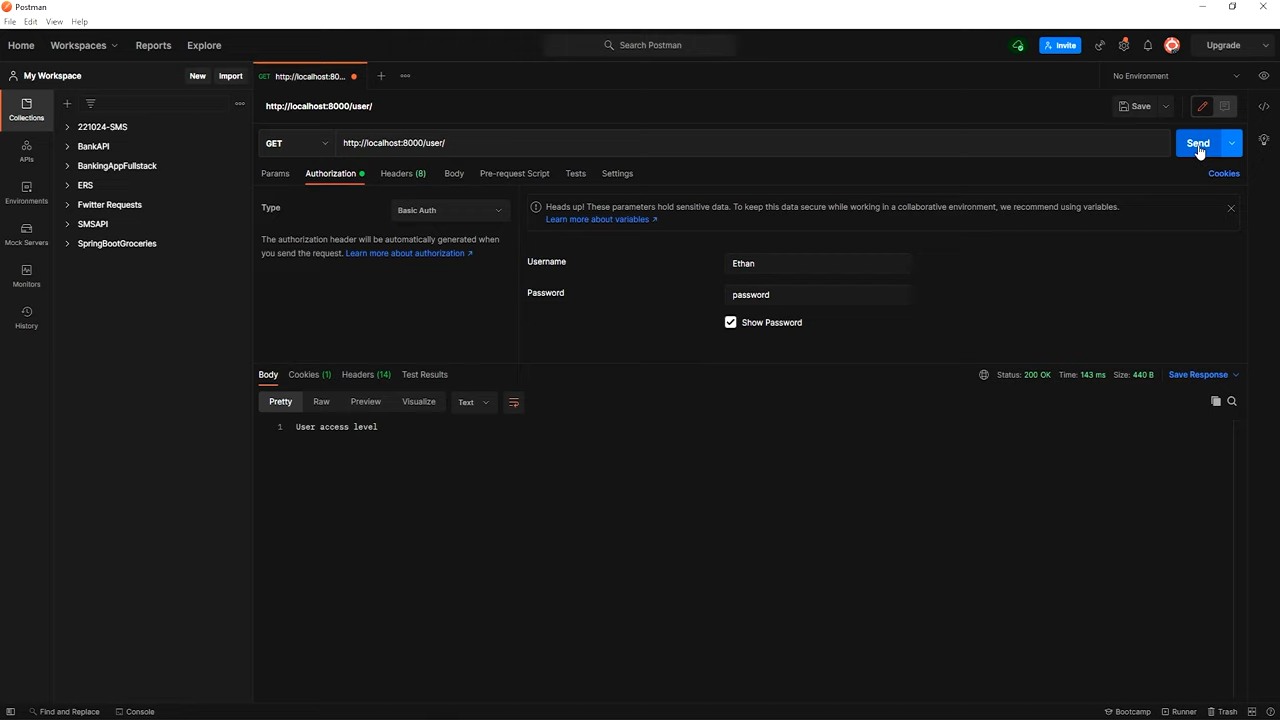 Postman
File Edit View Help
Home Workspaces Reports Explore Search Postman Invite Upgrade
My Workspace New Import GET http://localhost:80... No Environment
Collections
APIs
Environments
Mock Servers
Monitors
History
221024-SMS
BankAPI
BankingAppFullstack
ERS
Fwitter Requests
SMSAPI
SpringBootGroceries
http://localhost:8000/user/ Save
GET http://localhost:8000/user/ Send
Params Authorization Headers (8) Body Pre-request Script Tests Settings Cookies
Type Basic Auth
The authorization header will be automatically generated when
you send the request. Learn more about authorization ↗
Heads up! These parameters hold sensitive data. To keep this data secure while working in a collaborative environment, we recommend using variables.
Learn more about variables ↗
Username Ethan
Password password
Show Password
Body Cookies (1) Headers (14) Test Results Status: 200 OK Time: 143 ms Size: 440 B Save Response
Pretty Raw Preview Visualize Text
1 User access level
Find and Replace Console Bootcamp Runner Trash